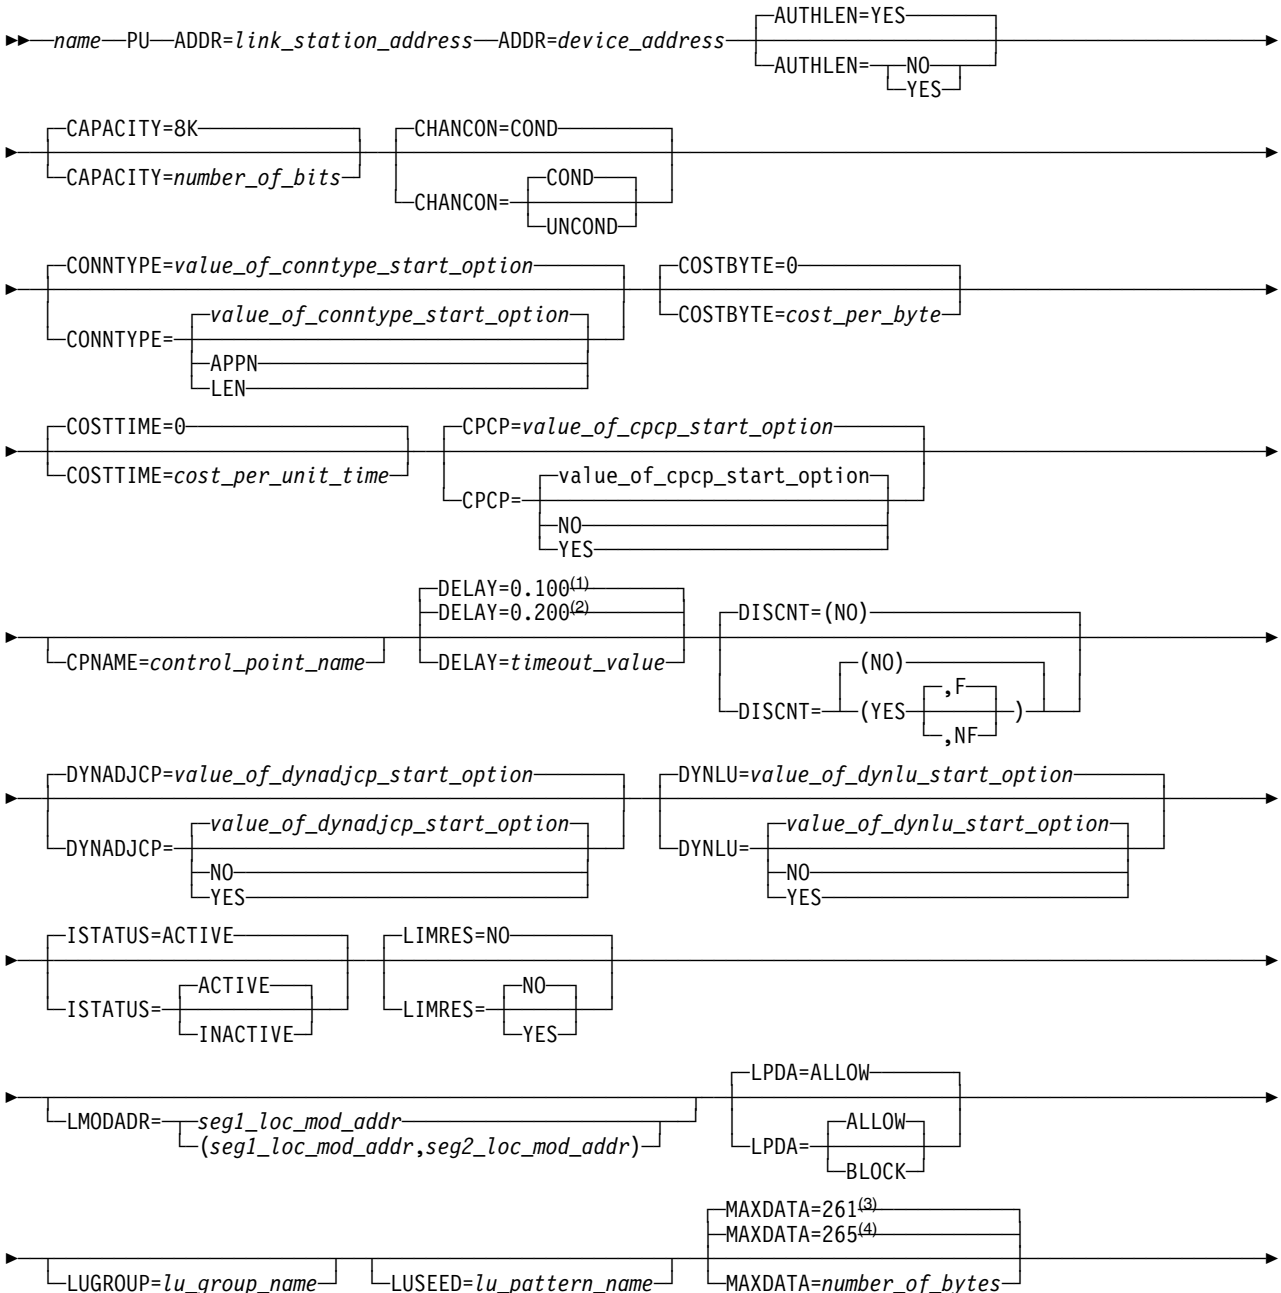 AUTHLEN=YES
name PU ADDR=link_station_address ADDR=device_address
AUTHLEN= NO
YES
CAPACITY=8K CHANCON=COND
CAPACITY=number_of_bits COND
CHANCON=
UNCOND
CONNTYPE=value_of_conntype_start_option COSTBYTE=0
value_of_conntype_start_option COSTBYTE=cost_per_byte
CONNTYPE=
APPN
LEN
COSTTIME=0 CPCP=value_of_cpcp_start_option
COSTTIME=cost_per_unit_time value_of_cpcp_start_option
CPCP=
NO
YES
DELAY=0.100(1)
DELAY=0.200(2) DISCNT=(NO)
CPNAME=control_point_name DELAY=timeout_value (NO)
,F
DISCNT= (YES )
,NF
DYNADJCP=value_of_dynadjcp_start_option DYNLU=value_of_dynlu_start_option
value_of_dynadjcp_start_option value_of_dynlu_start_option
DYNADJCP= DYNLU=
NO NO
YES YES
ISTATUS=ACTIVE LIMRES=NO
ACTIVE NO
ISTATUS= LIMRES=
INACTIVE YES
LPDA=ALLOW
LMODADR= seg1_loc_mod_addr ALLOW
(seg1_loc_mod_addr,seg2_loc_mod_addr) LPDA=
BLOCK
MAXDATA=261(3)
MAXDATA=265(4)
LUGROUP=lu_group_name LUSEED=lu_pattern_name MAXDATA=number_of_bytes